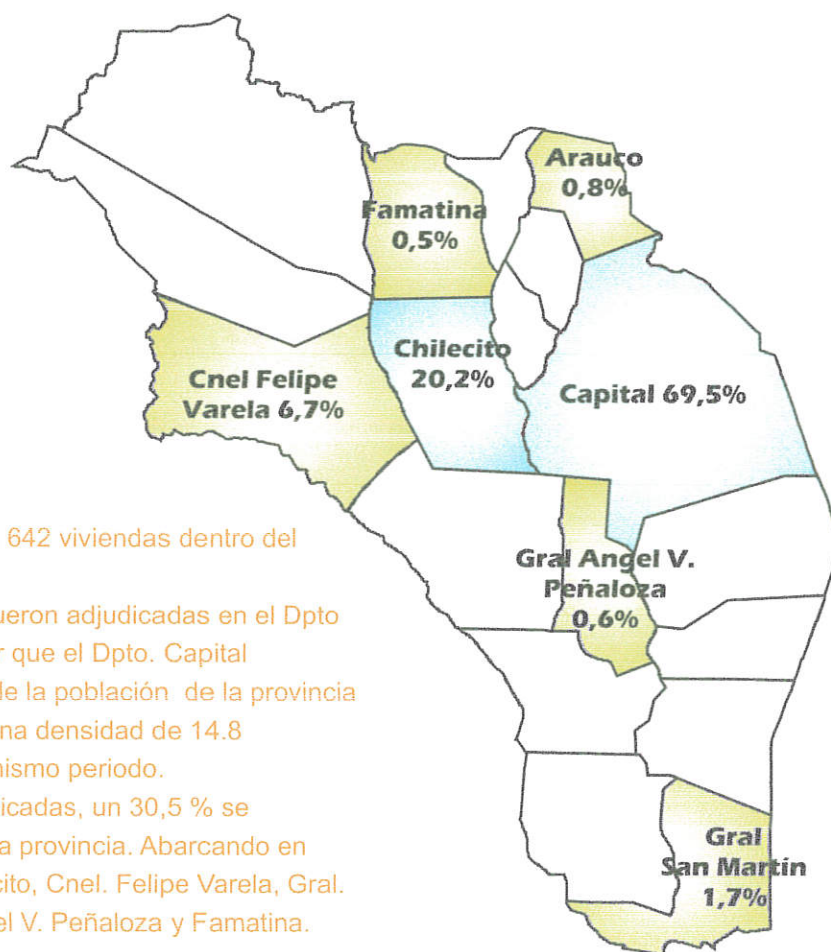 Arauco
0,8%
Famatina
0,5%
Chilecito
20,2%
Cnel Felipe
Varela 6,7%
Capital 69,5%
Gral Angel V.
Peñaloza
0,6%
Gral
San Martín
1,7%
642 viviendas dentro del
ueron adjudicadas en el Dpto
r que el Dpto. Capital
de la población de la provincia
na densidad de 14.8
nismo periodo.
icadas, un 30,5 % se
a provincia. Abarcando en
cito, Cnel. Felipe Varela, Gral.
el V. Peñaloza y Famatina.